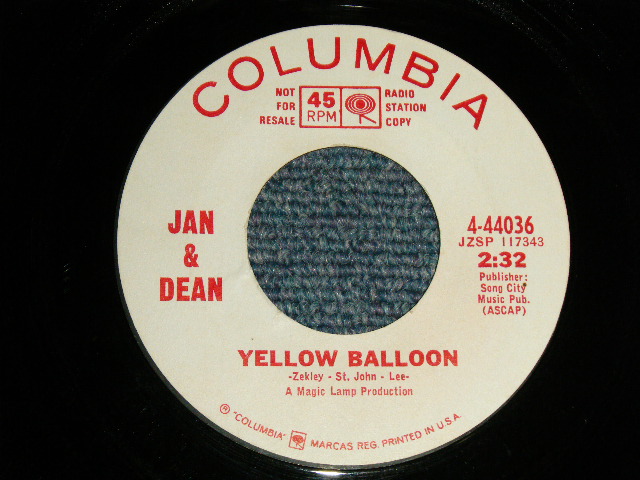 COLUMBIA
NOT FOR RESALE
45 RPM
RADIO STATION COPY
JAN & DEAN
4-44036
JZSP 117343
2:32
Publisher:
Song City
Music Pub.
(ASCAP)
YELLOW BALLOON
-Zekley - St. John - Lee-
A Magic Lamp Production
Ⓟ "COLUMBIA" MARCAS REG. PRINTED IN U.S.A.